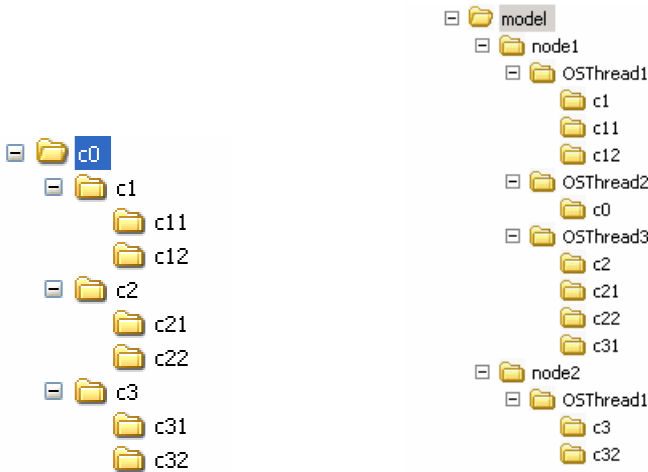 c0
c1
c11
c12
c2
c21
c22
c3
c31
c32
model
node1
OSThread1
c1
c11
c12
OSThread2
c0
OSThread3
c2
c21
c22
c31
node2
OSThread1
c3
c32